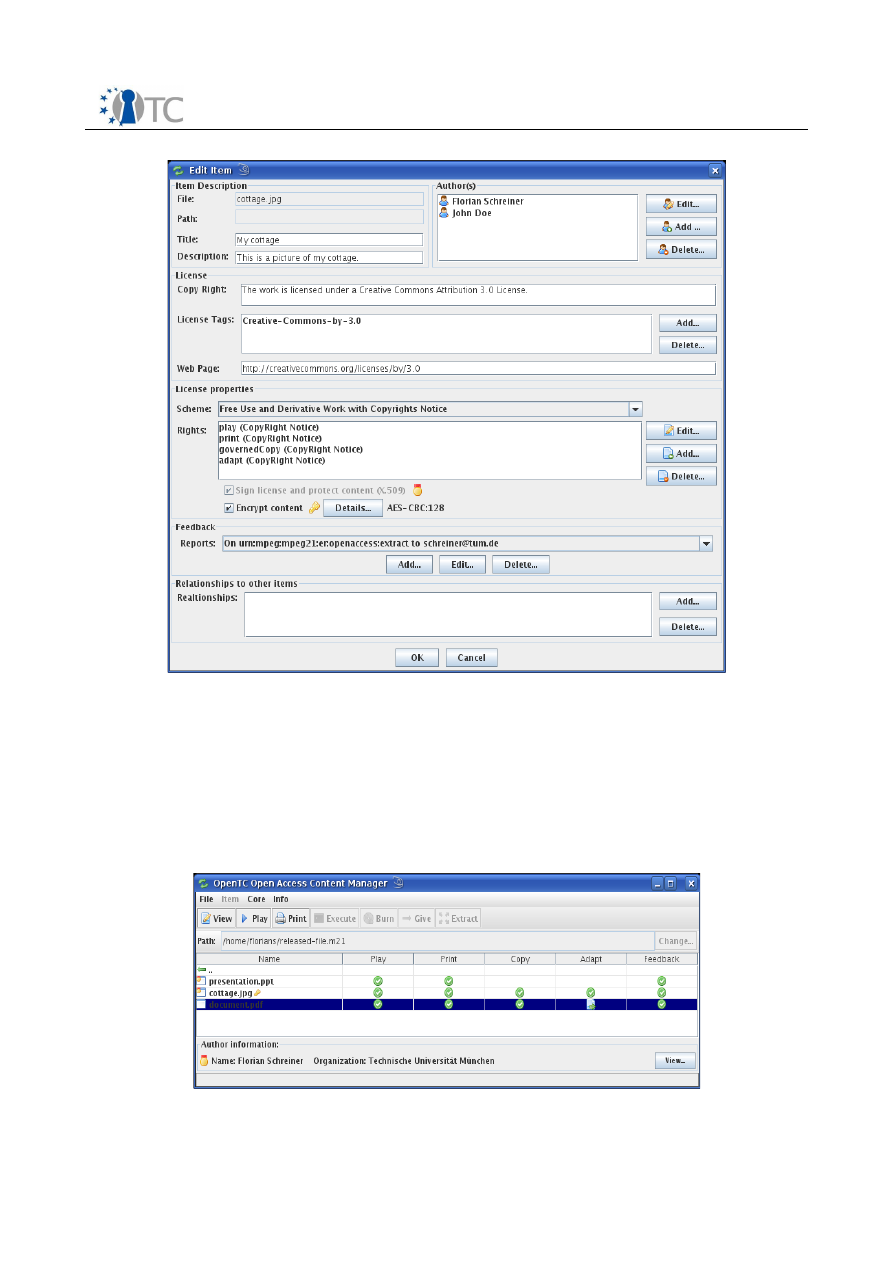 TC
Edit Item
Item Description
File: cottage.jpg
Path:
Title: My cottage
Description: This is a picture of my cottage.
Author(s)
Florian Schreiner
John Doe
Edit...
Add ...
Delete...
License
Copy Right: The work is licensed under a Creative Commons Attribution 3.0 License.
License Tags: Creative-Commons-by-3.0
Add...
Delete...
Web Page: http://creativecommons.org/licenses/by/3.0
License properties
Scheme: Free Use and Derivative Work with Copyrights Notice
Rights: play (CopyRight Notice)
print (CopyRight Notice)
governedCopy (CopyRight Notice)
adapt (CopyRight Notice)
Edit...
Add...
Delete...
Sign license and protect content (X.509)
Encrypt content Details... AES-CBC:128
Feedback
Reports: On urn:mpeg:mpeg21:er:openaccess:extract to schreiner@tum.de
Add... Edit... Delete...
Relationships to other items
Realtionships:
Add...
Delete...
OK Cancel
OpenTC Open Access Content Manager
File Item Core Info
View Play Print Execute Burn Give Extract
Path: /home/florians/released-file.m21 Change...
Name Play Print Copy Adapt Feedback
..
presentation.ppt
cottage.jpg
document.pdf
Author information:
Name: Florian Schreiner Organization: Technische Universität München View...